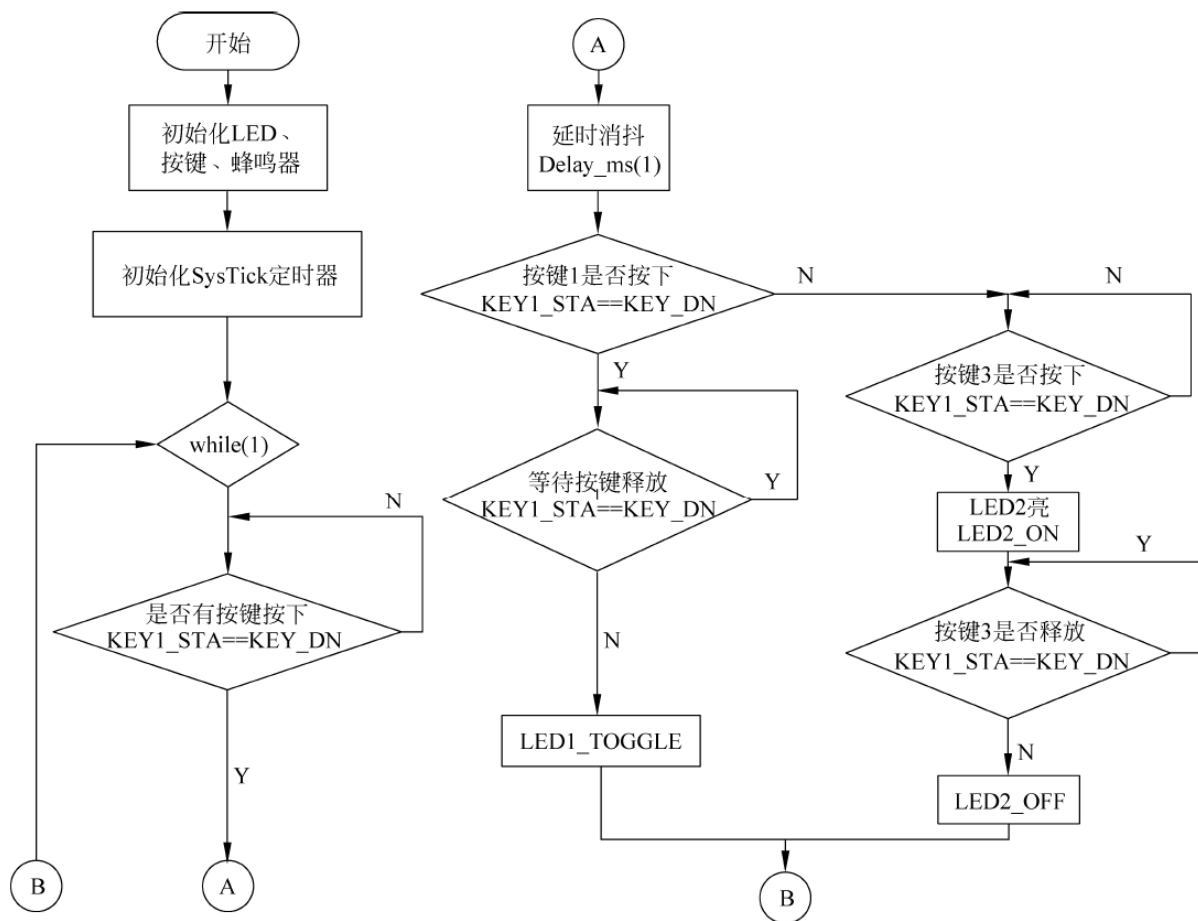 开始
初始化LED、
按键、蜂鸣器
初始化SysTick定时器
while(1)
N
是否有按键按下
KEY1_STA==KEY_DN
Y
B
A
A
延时消抖
Delay_ms(1)
按键1是否按下
KEY1_STA==KEY_DN
N
Y
等待按键释放
KEY1_STA==KEY_DN
Y
N
LED1_TOGGLE
N
按键3是否按下
KEY1_STA==KEY_DN
Y
LED2亮
LED2_ON
Y
按键3是否释放
KEY1_STA==KEY_DN
N
LED2_OFF
B